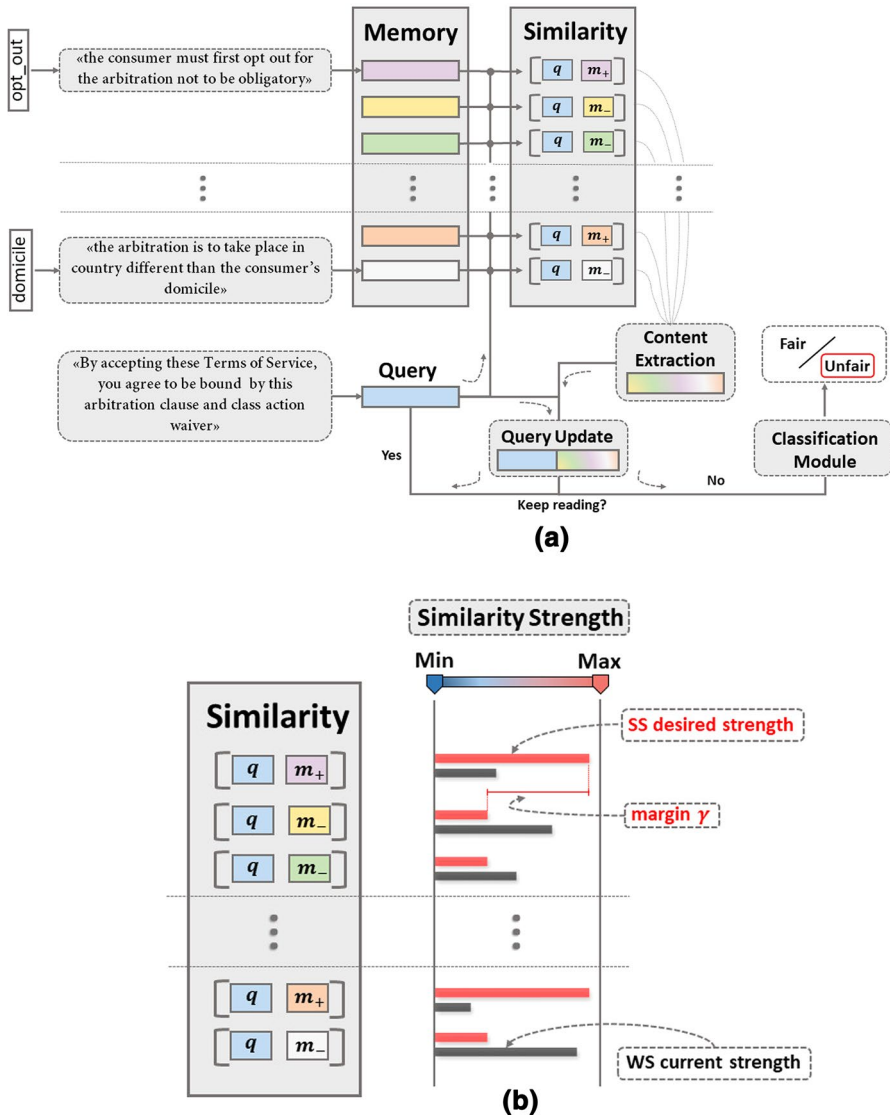 opt_out
«the consumer must first opt out for
the arbitration not to be obligatory»
Memory
Similarity
q m₊
q m₋
q m₋
domicile
«the arbitration is to take place in
country different than the consumer's
domicile»
q m₊
q m₋
«By accepting these Terms of Service,
you agree to be bound by this
arbitration clause and class action
waiver»
Query
Content
Extraction
Fair
Unfair
Query Update
Classification
Module
Yes
No
Keep reading?
(a)
Similarity Strength
Min Max
Similarity
SS desired strength
q m₊
margin γ
q m₋
q m₋
q m₊
q m₋
WS current strength
(b)